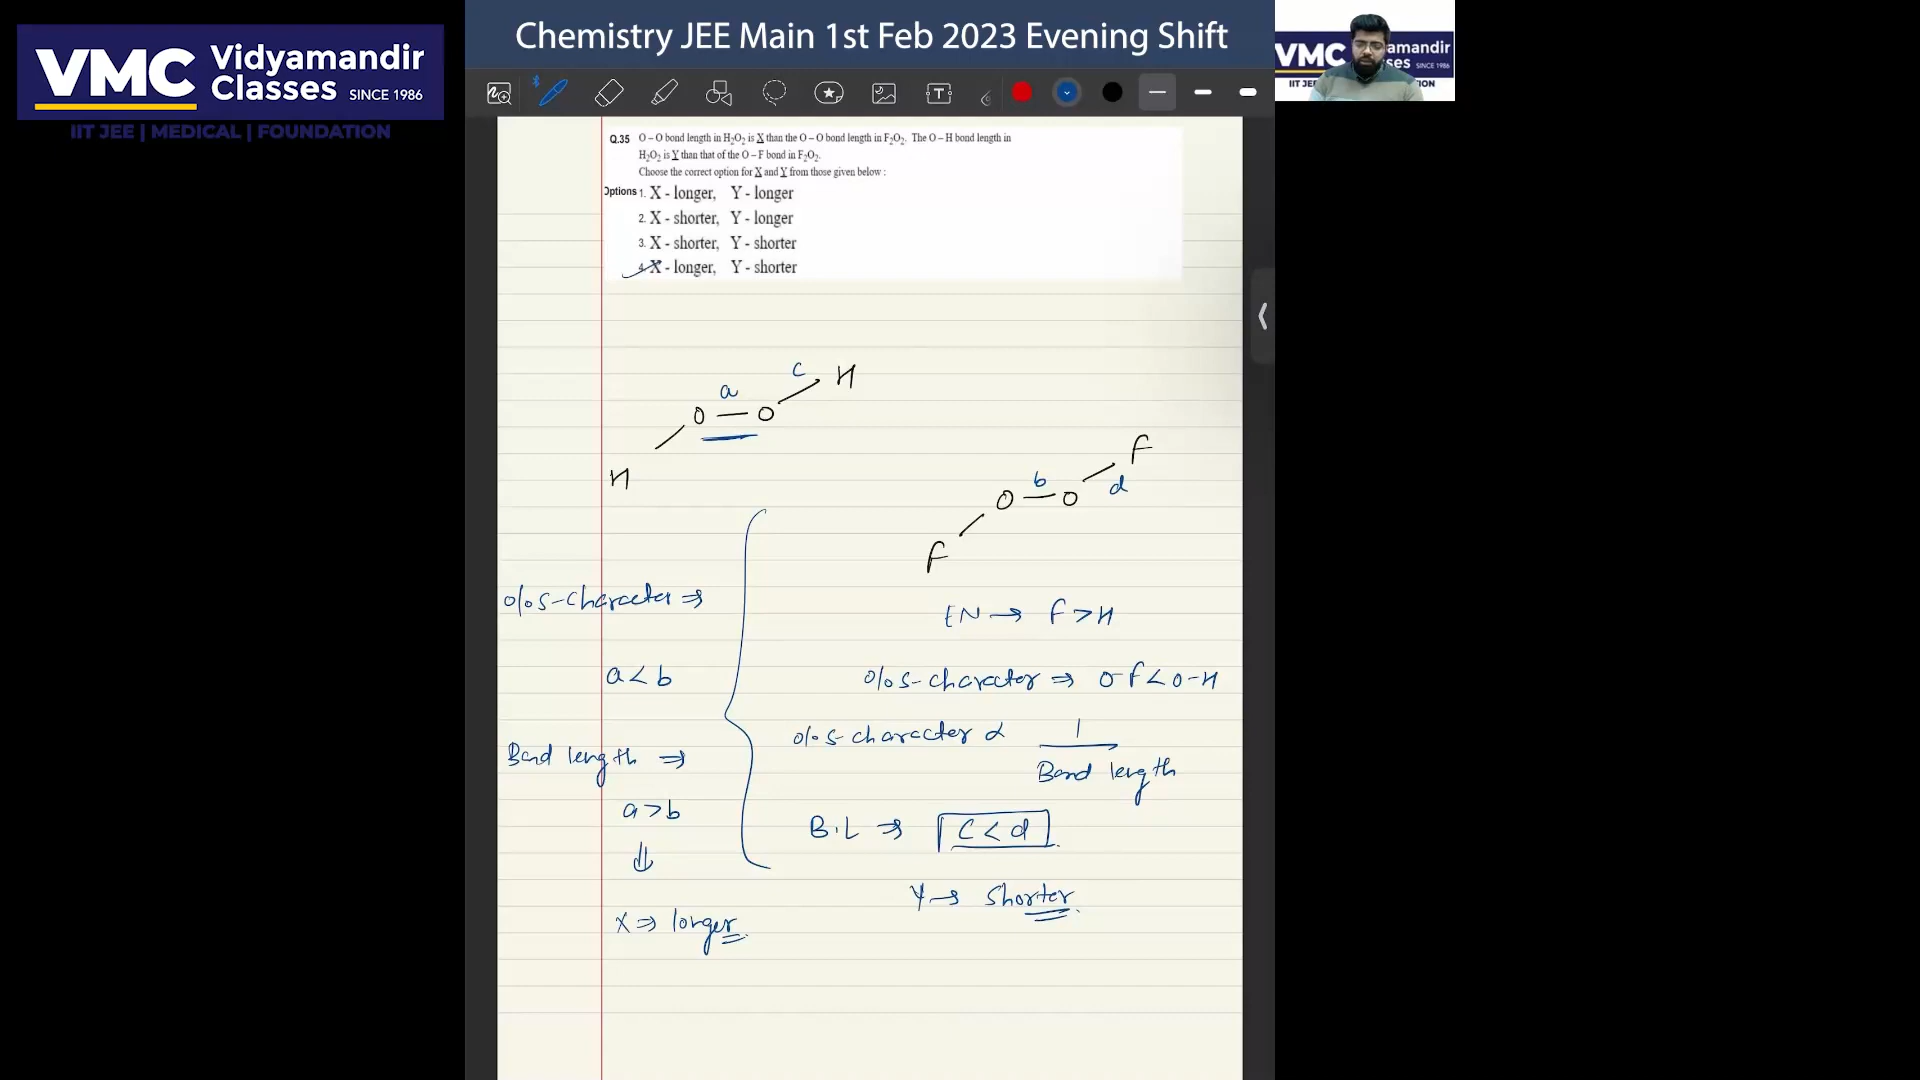 VMC Vidyamandir Classes SINCE 1986
IIT JEE | MEDICAL | FOUNDATION
Chemistry JEE Main 1st Feb 2023 Evening Shift
Q.35 O – O bond length in H₂O₂ is X than the O – O bond length in F₂O₂. The O – H bond length in
H₂O₂ is Y than that of the O – F bond in F₂O₂.
Choose the correct option for X and Y from those given below :
Options 1. X - longer, Y - longer
2. X - shorter, Y - longer
3. X - shorter, Y - shorter
4. X - longer, Y - shorter
H
O — O
a
c
H
F
O — O
b
d
F
% s-character ⇒
a < b
Bond length ⇒
a > b
⇓
X ⇒ longer
EN → F > H
% s-character ⇒ O-F < O-H
% s-character α 1
Bond length
B.L ⇒ C < d
Y → shorter